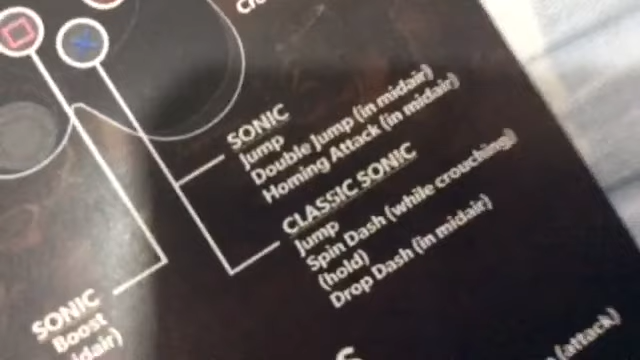 SONIC
Jump
Double Jump (in midair)
Homing Attack (in midair)
CLASSIC SONIC
Jump
Spin Dash (while crouching)
(hold)
Drop Dash (in midair)
SONIC
Boost
(attack)